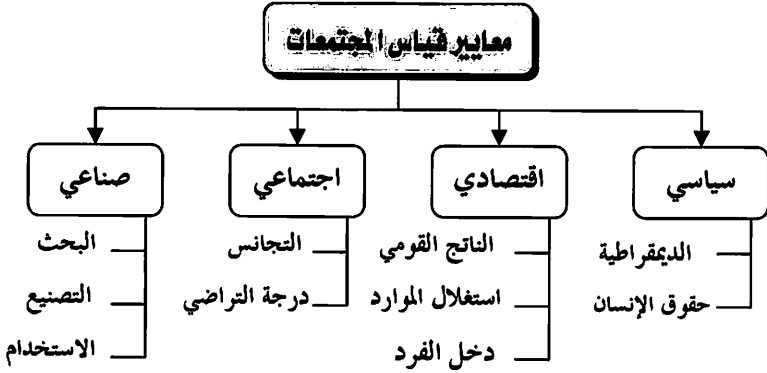 معايير قياس المجتمعات
سياسي
الديمقراطية
حقوق الإنسان
اقتصادي
الناتج القومي
استغلال الموارد
دخل الفرد
اجتماعي
التجانس
درجة التراضي
صناعي
البحث
التصنيع
الاستخدام